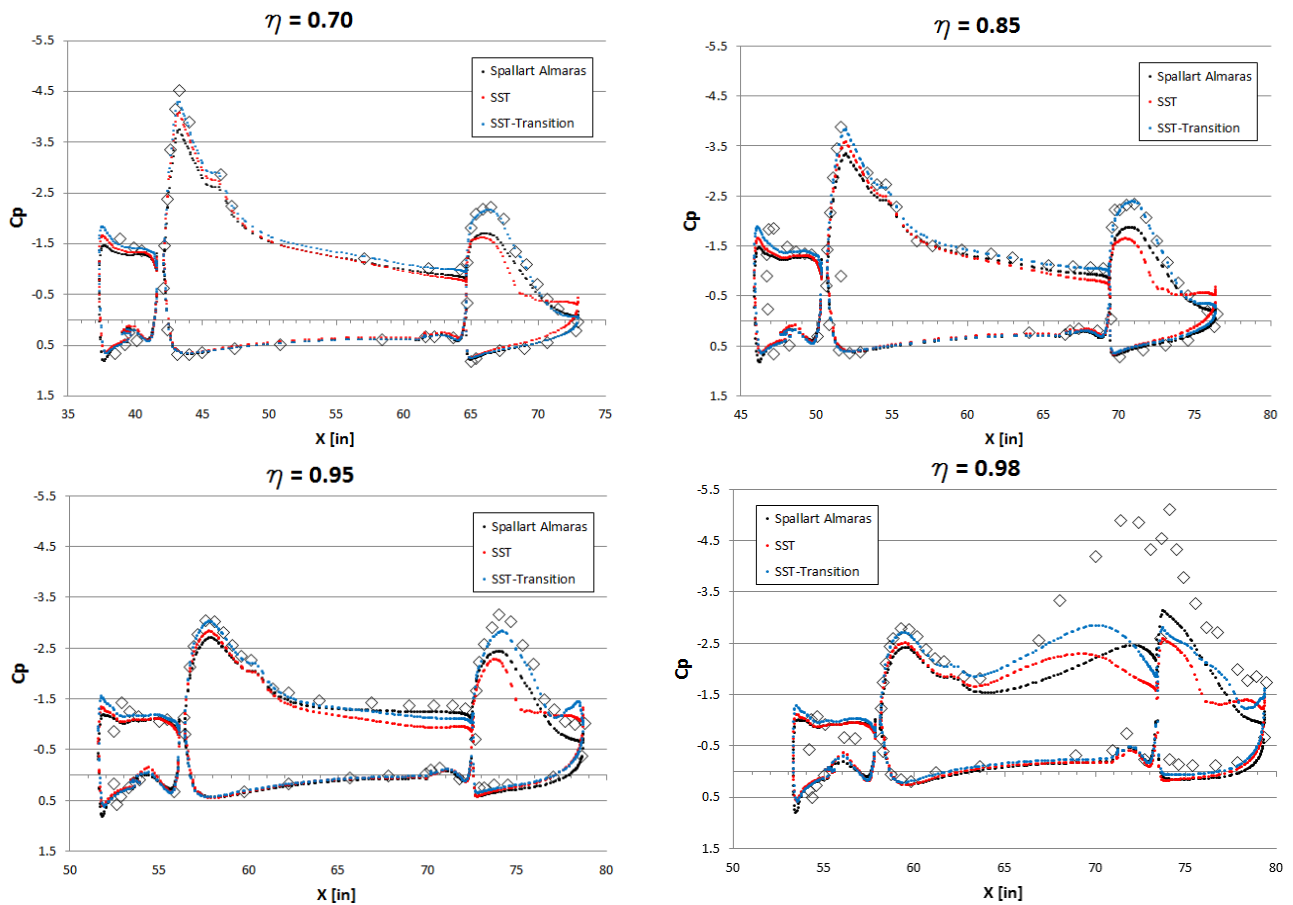 η = 0.70
-5.5
-4.5
-3.5
-2.5
-1.5
-0.5
0.5
1.5
Cp
35 40 45 50 55 60 65 70 75
X [in]
Spallart Almaras
SST
SST-Transition
η = 0.85
-5.5
-4.5
-3.5
-2.5
-1.5
-0.5
0.5
1.5
Cp
45 50 55 60 65 70 75 80
X [in]
Spallart Almaras
SST
SST-Transition
η = 0.95
-5.5
-4.5
-3.5
-2.5
-1.5
-0.5
0.5
1.5
Cp
50 55 60 65 70 75 80
X [in]
Spallart Almaras
SST
SST-Transition
η = 0.98
-5.5
-4.5
-3.5
-2.5
-1.5
-0.5
0.5
1.5
Cp
50 55 60 65 70 75 80
X [in]
Spallart Almaras
SST
SST-Transition